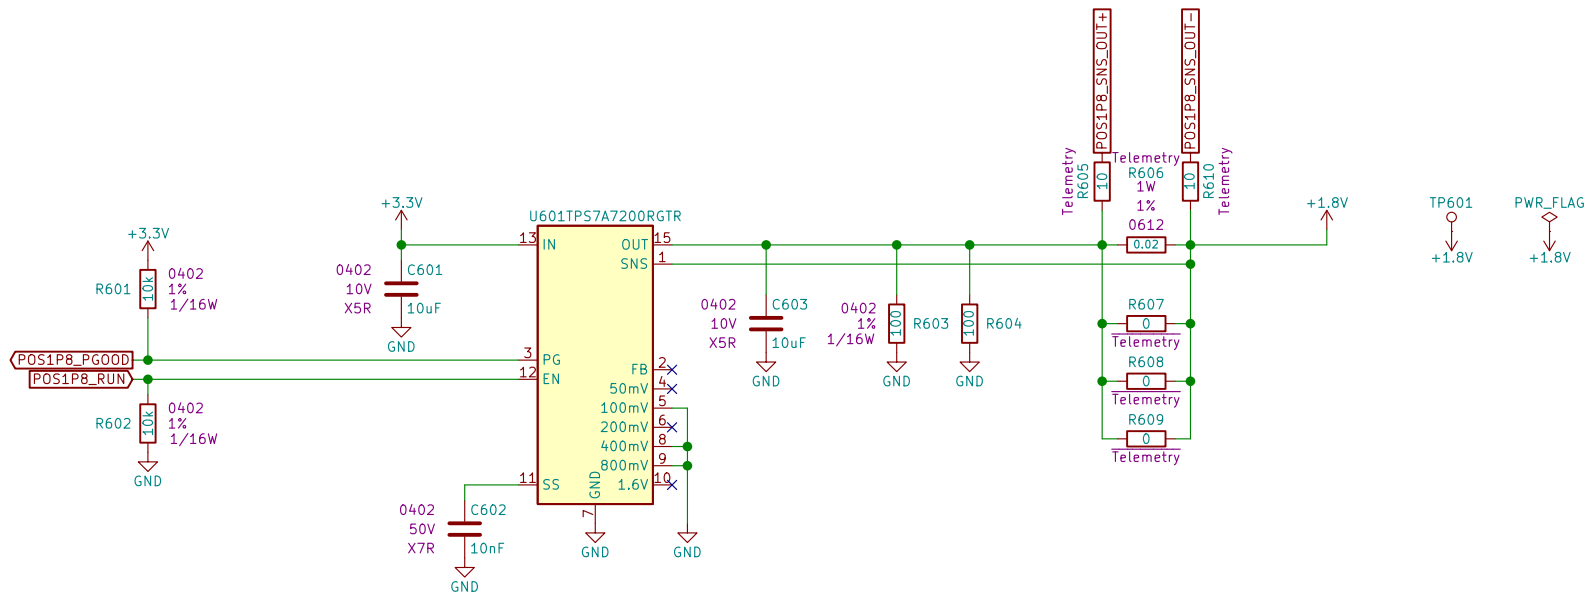 POS1P8_SNS_OUT+
POS1P8_SNS_OUT-
Telemetry
R605
10
Telemetry
R606
1W
1%
0612
0.02
10
R610
Telemetry
+3.3V
R601
10k
0402
1%
1/16W
POS1P8_PGOOD
POS1P8_RUN
R602
10k
0402
1%
1/16W
GND
+3.3V
0402
10V
X5R
C601
10uF
GND
0402
50V
X7R
C602
10nF
GND
U601TPS7A7200RGTR
13 IN
3 PG
12 EN
11 SS
OUT 15
SNS 1
FB 2
50mV 4
100mV 5
200mV 6
400mV 8
800mV 9
1.6V 10
GND
7
GND
GND
0402
10V
X5R
C603
10uF
GND
0402
1%
1/16W
100
R603
GND
100
R604
GND
R607
0
Telemetry
R608
0
Telemetry
R609
0
Telemetry
+1.8V
TP601
+1.8V
PWR_FLAG
+1.8V